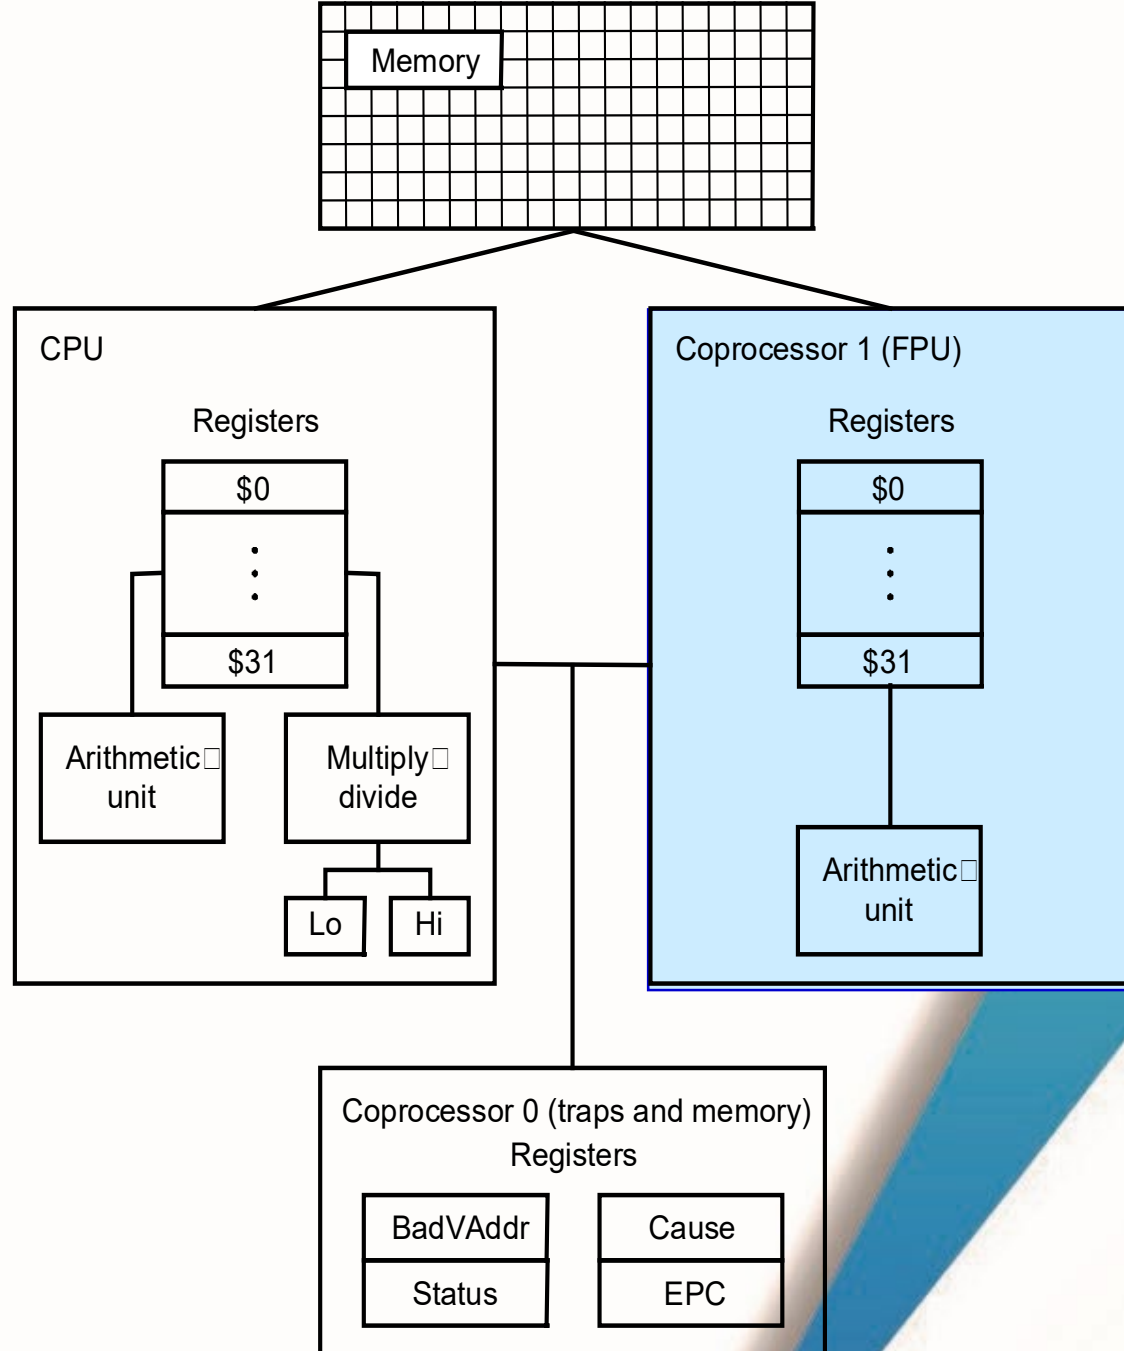 Memory
CPU
Registers
$0
$31
Arithmetic
unit
Multiply
divide
Lo
Hi
Coprocessor 1 (FPU)
Registers
$0
$31
Arithmetic
unit
Coprocessor 0 (traps and memory)
Registers
BadVAddr
Cause
Status
EPC